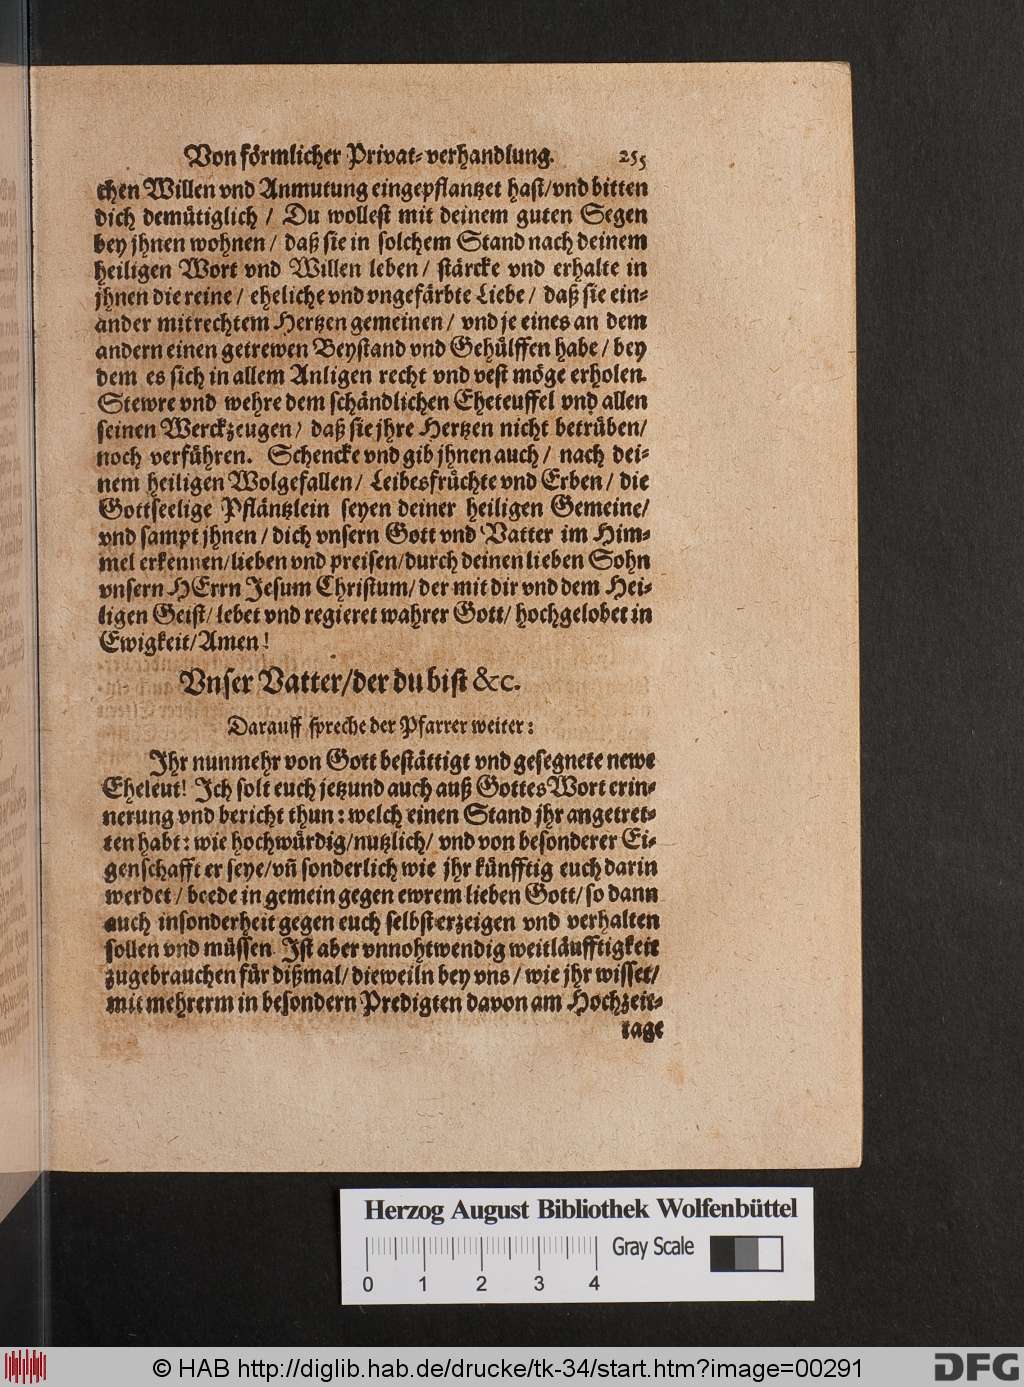 Von förmlicher Privat-verhandlung. 255
chen Willen vnd Anmutung eingepflantzet hast/vnd bitten
dich demütiglich / Du wollest mit deinem guten Segen
bey jhnen wohnen / daß sie in solchem Stand nach deinem
heiligen Wort vnd Willen leben / stärcke vnd erhalte in
jhnen die reine / eheliche vnd vngefärbte Liebe / daß sie ein-
ander mit rechtem Hertzen gemeinen / vnd je eines an dem
andern einen getrewen Beystand vnd Gehülffen habe / bey
dem es sich in allem Anligen recht vnd vest möge erholen.
Stewre vnd wehre dem schändlichen Eheteuffel vnd allen
seinen Werckzeugen / daß sie jhre Hertzen nicht betrüben/
noch verführen. Schencke vnd gib jhnen auch / nach dei-
nem heiligen Wolgefallen / Leibesfrüchte vnd Erben / die
Gottseelige Pfläntzlein seyen deiner heiligen Gemeine/
vnd sampt jhnen / dich vnsern Gott vnd Vatter im Him-
mel erkennen/lieben vnd preisen/durch deinen lieben Sohn
vnsern HErrn Jesum Christum/ der mit dir vnd dem Hei-
ligen Geist/ lebet vnd regieret wahrer Gott/ hochgelobet in
Ewigkeit/Amen!
Vnser Vatter/der du bist &c.
Darauff spreche der Pfarrer weiter:
Jhr nunmehr von Gott bestättigt vnd gesegnete newe
Eheleut! Jch solt euch jetzund auch auß Gottes Wort erin-
nerung vnd bericht thun: welch einen Stand jhr angetret-
ten habt: wie hochwürdig/nutzlich/ vnd von besonderer Ei-
genschafft er seye/vñ sonderlich wie jhr künfftig euch darin
werdet / beede in gemein gegen ewrem lieben Gott/ so dann
auch insonderheit gegen euch selbst erzeigen vnd verhalten
sollen vnd müssen. Jst aber vnnohtwendig weitläufftigkeit
zugebrauchen für dißmal/ dieweiln bey vns / wie jhr wisset/
mit mehrerm in besondern Predigten davon am Hochzeit-
tage
Herzog August Bibliothek Wolfenbüttel
Gray Scale
0 1 2 3 4
© HAB http://diglib.hab.de/drucke/tk-34/start.htm?image=00291
DFG